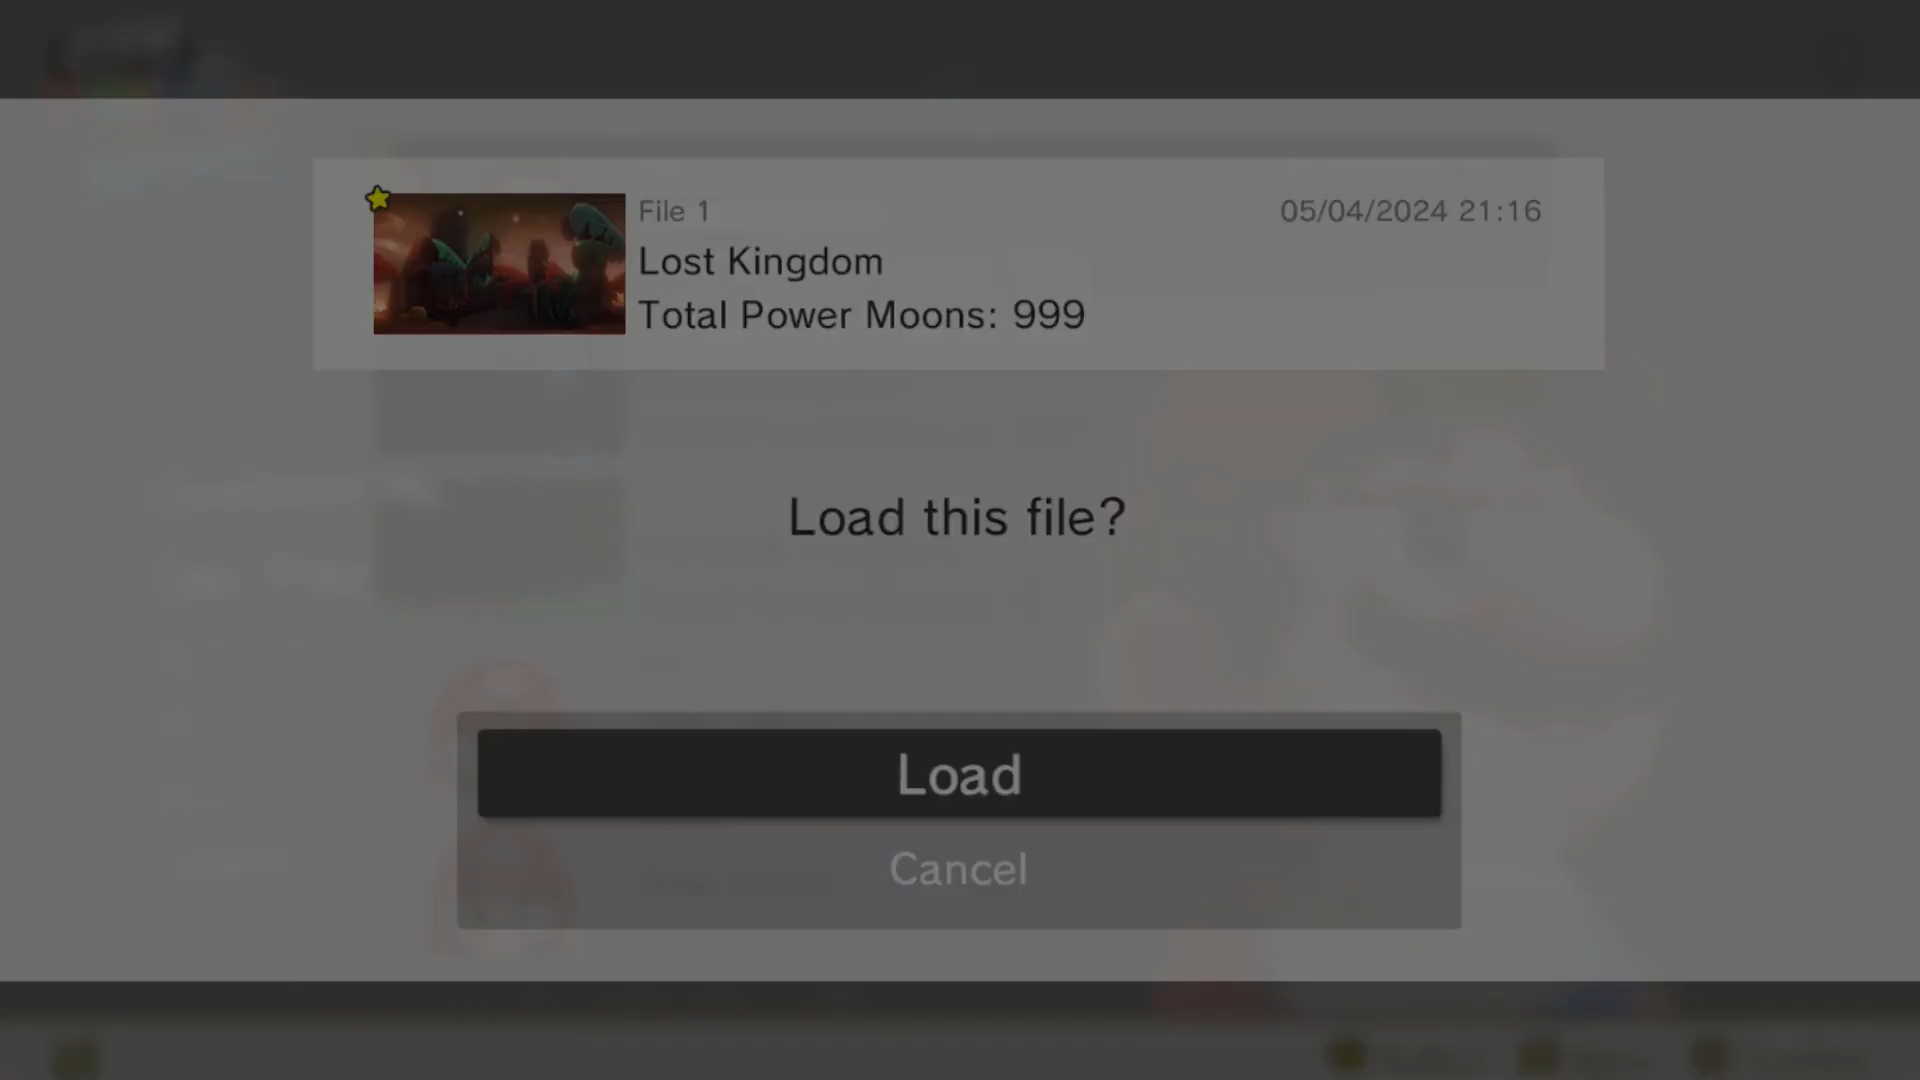 File 1
05/04/2024 21:16
Lost Kingdom
Total Power Moons: 999
Load this file?
Load
Cancel